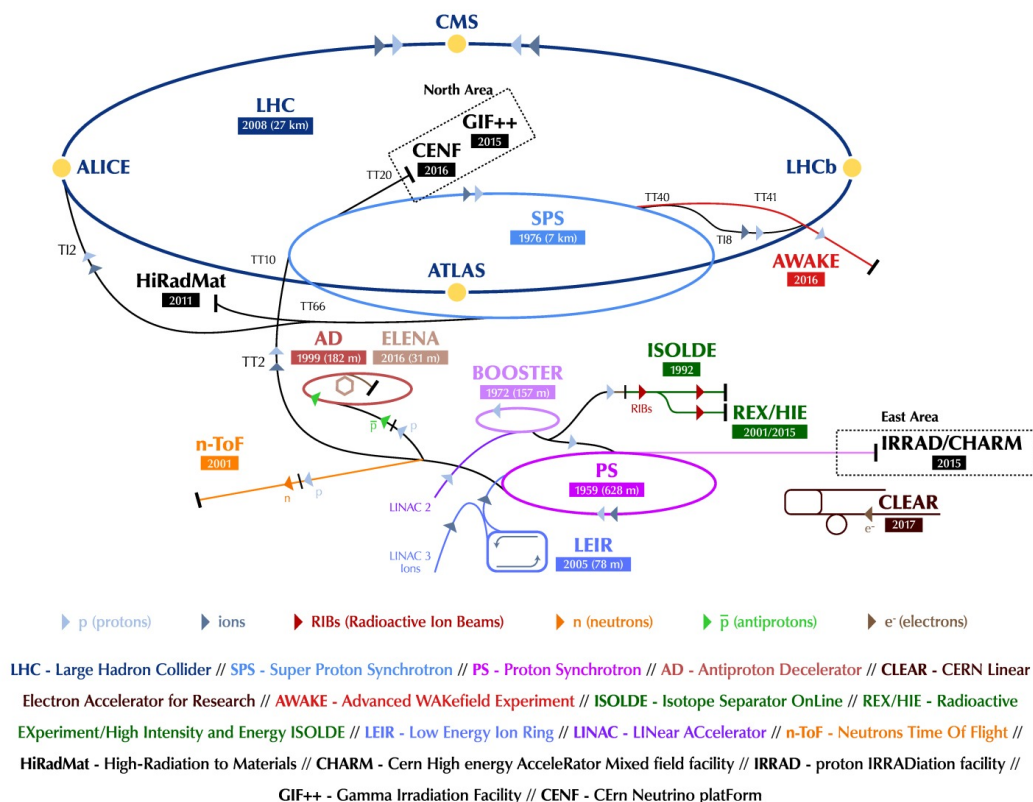 CMS
North Area
LHC
2008 (27 km)
GIF++
2015
CENF
2016
ALICE
LHCb
TT20
TT40
TT41
SPS
1976 (7 km)
TI8
TI2
TT10
AWAKE
2016
ATLAS
HiRadMat
2011
TT66
AD
1999 (182 m)
ELENA
2016 (31 m)
TT2
ISOLDE
1992
BOOSTER
1972 (157 m)
RIBs
REX/HIE
2001/2015
East Area
p
p
n-ToF
2001
IRRAD/CHARM
2015
PS
1959 (628 m)
n
p
LINAC 2
CLEAR
2017
e-
LEIR
2005 (78 m)
LINAC 3
Ions
p (protons)
ions
RIBs (Radioactive Ion Beams)
n (neutrons)
p̅ (antiprotons)
e- (electrons)
LHC - Large Hadron Collider // SPS - Super Proton Synchrotron // PS - Proton Synchrotron // AD - Antiproton Decelerator // CLEAR - CERN Linear
Electron Accelerator for Research // AWAKE - Advanced WAKefield Experiment // ISOLDE - Isotope Separator OnLine // REX/HIE - Radioactive
EXperiment/High Intensity and Energy ISOLDE // LEIR - Low Energy Ion Ring // LINAC - LINear ACcelerator // n-ToF - Neutrons Time Of Flight //
HiRadMat - High-Radiation to Materials // CHARM - Cern High energy AcceleRator Mixed field facility // IRRAD - proton IRRADiation facility //
GIF++ - Gamma Irradiation Facility // CENF - CErn Neutrino platForm